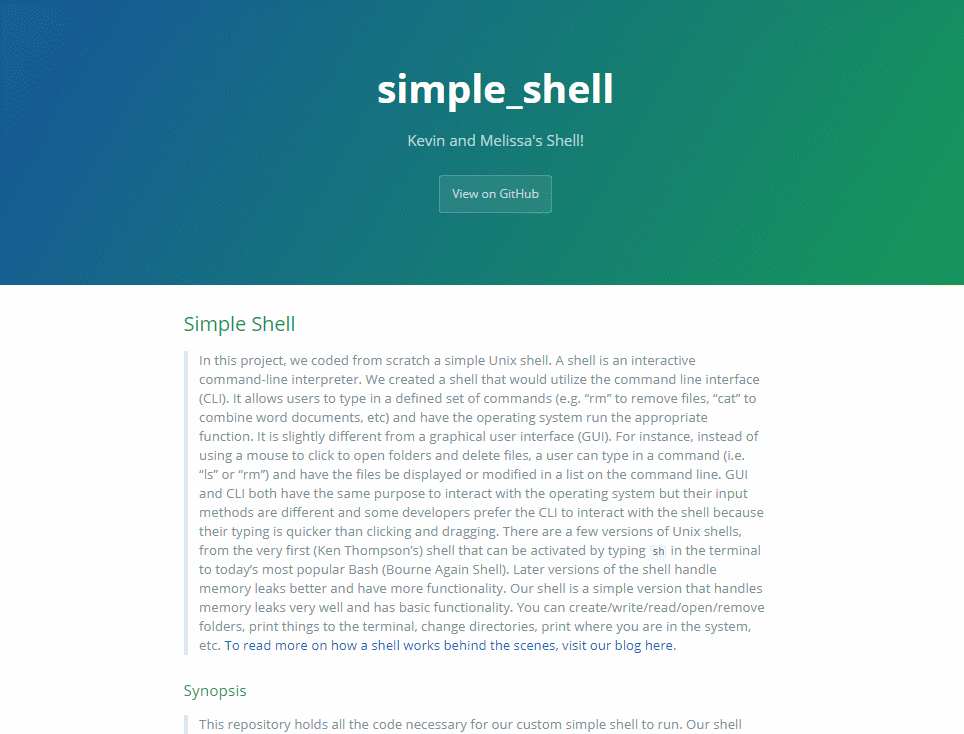 simple_shell
Kevin and Melissa's Shell!
View on GitHub
Simple Shell
In this project, we coded from scratch a simple Unix shell. A shell is an interactive
command-line interpreter. We created a shell that would utilize the command line interface
(CLI). It allows users to type in a defined set of commands (e.g. “rm” to remove files, “cat” to
combine word documents, etc) and have the operating system run the appropriate
function. It is slightly different from a graphical user interface (GUI). For instance, instead of
using a mouse to click to open folders and delete files, a user can type in a command (i.e.
“ls” or “rm”) and have the files be displayed or modified in a list on the command line. GUI
and CLI both have the same purpose to interact with the operating system but their input
methods are different and some developers prefer the CLI to interact with the shell because
their typing is quicker than clicking and dragging. There are a few versions of Unix shells,
from the very first (Ken Thompson’s) shell that can be activated by typing sh in the terminal
to today’s most popular Bash (Bourne Again Shell). Later versions of the shell handle
memory leaks better and have more functionality. Our shell is a simple version that handles
memory leaks very well and has basic functionality. You can create/write/read/open/remove
folders, print things to the terminal, change directories, print where you are in the system,
etc. To read more on how a shell works behind the scenes, visit our blog here.
Synopsis
This repository holds all the code necessary for our custom simple shell to run. Our shell